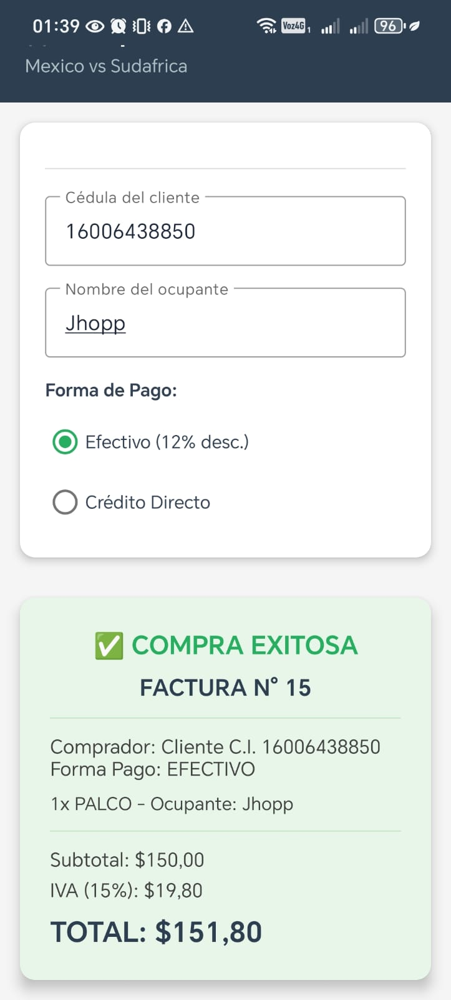 01:39 Voz4G 1 96
Mexico vs Sudafrica
Cédula del cliente
16006438850
Nombre del ocupante
Jhopp
Forma de Pago:
Efectivo (12% desc.)
Crédito Directo
✅ COMPRA EXITOSA
FACTURA N° 15
Comprador: Cliente C.I. 16006438850
Forma Pago: EFECTIVO
1x PALCO - Ocupante: Jhopp
Subtotal: $150,00
IVA (15%): $19,80
TOTAL: $151,80